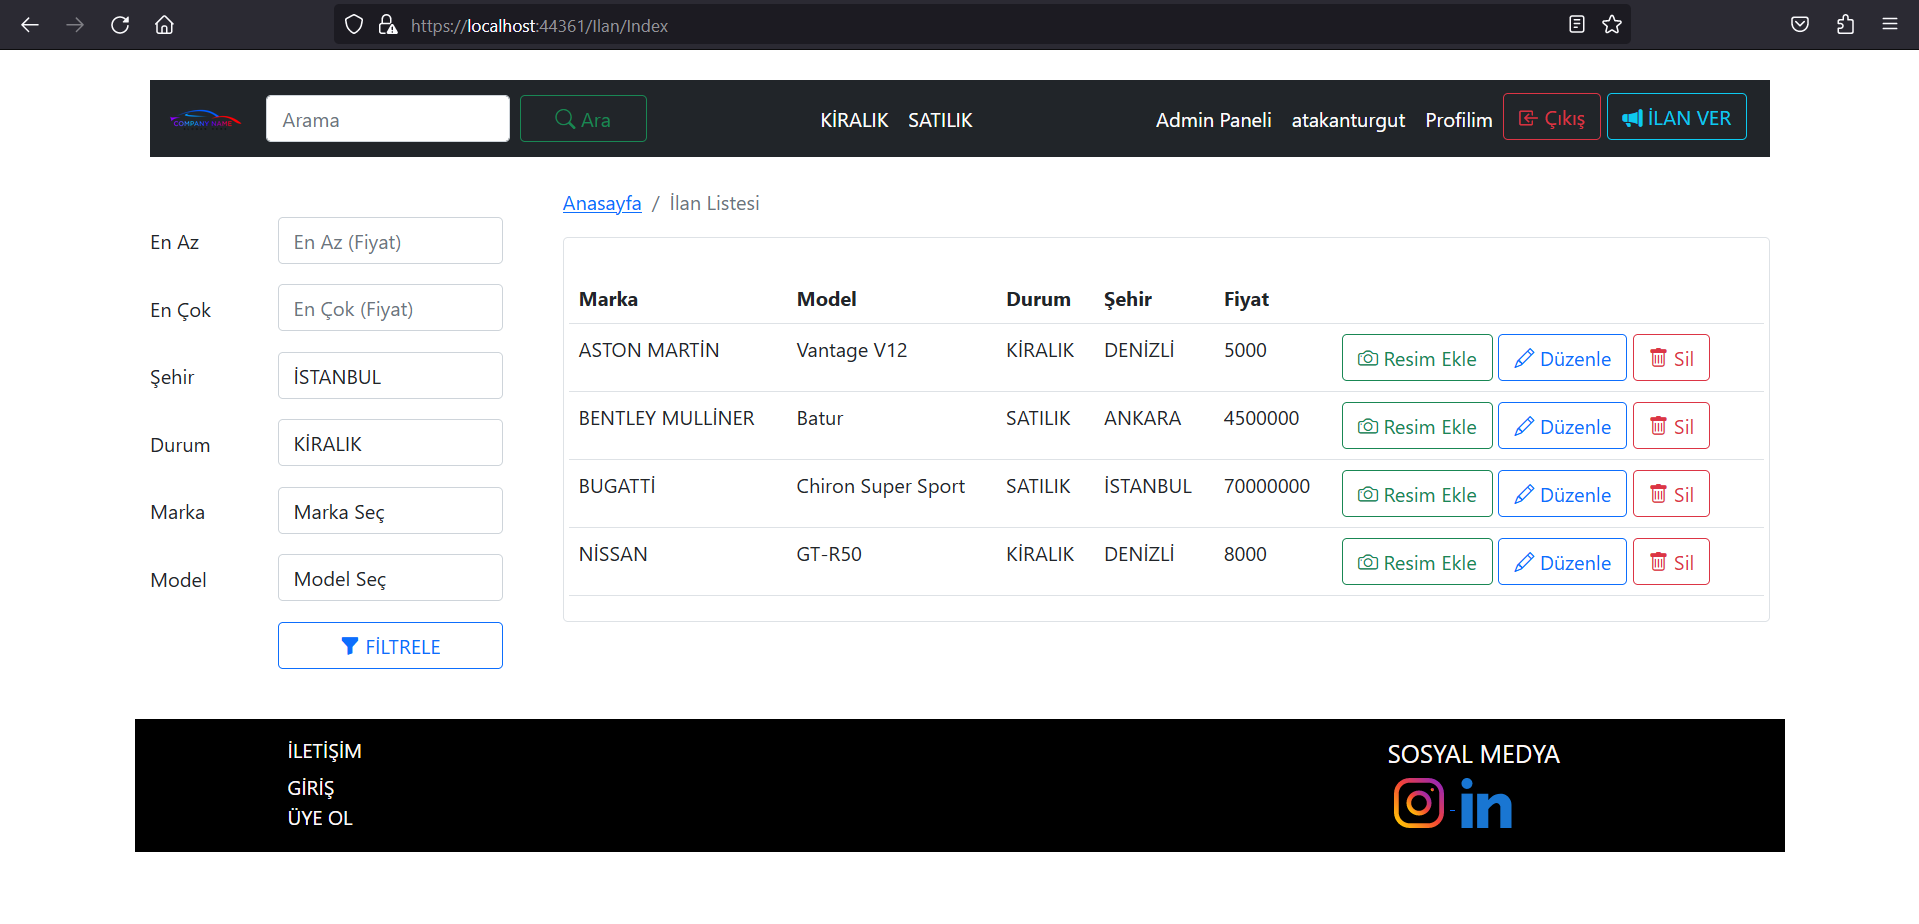 https://localhost:44361/Ilan/Index
COMPANY NAME
Arama
Ara
KİRALIK SATILIK
Admin Paneli atakanturgut Profilim Çıkış İLAN VER
Anasayfa / İlan Listesi
En Az En Az (Fiyat)
En Çok En Çok (Fiyat)
Şehir İSTANBUL
Durum KİRALIK
Marka Marka Seç
Model Model Seç
FİLTRELE
Marka Model Durum Şehir Fiyat
ASTON MARTİN Vantage V12 KİRALIK DENİZLİ 5000 Resim Ekle Düzenle Sil
BENTLEY MULLİNER Batur SATILIK ANKARA 4500000 Resim Ekle Düzenle Sil
BUGATTİ Chiron Super Sport SATILIK İSTANBUL 70000000 Resim Ekle Düzenle Sil
NİSSAN GT-R50 KİRALIK DENİZLİ 8000 Resim Ekle Düzenle Sil
İLETİŞİM
GİRİŞ
ÜYE OL
SOSYAL MEDYA
in